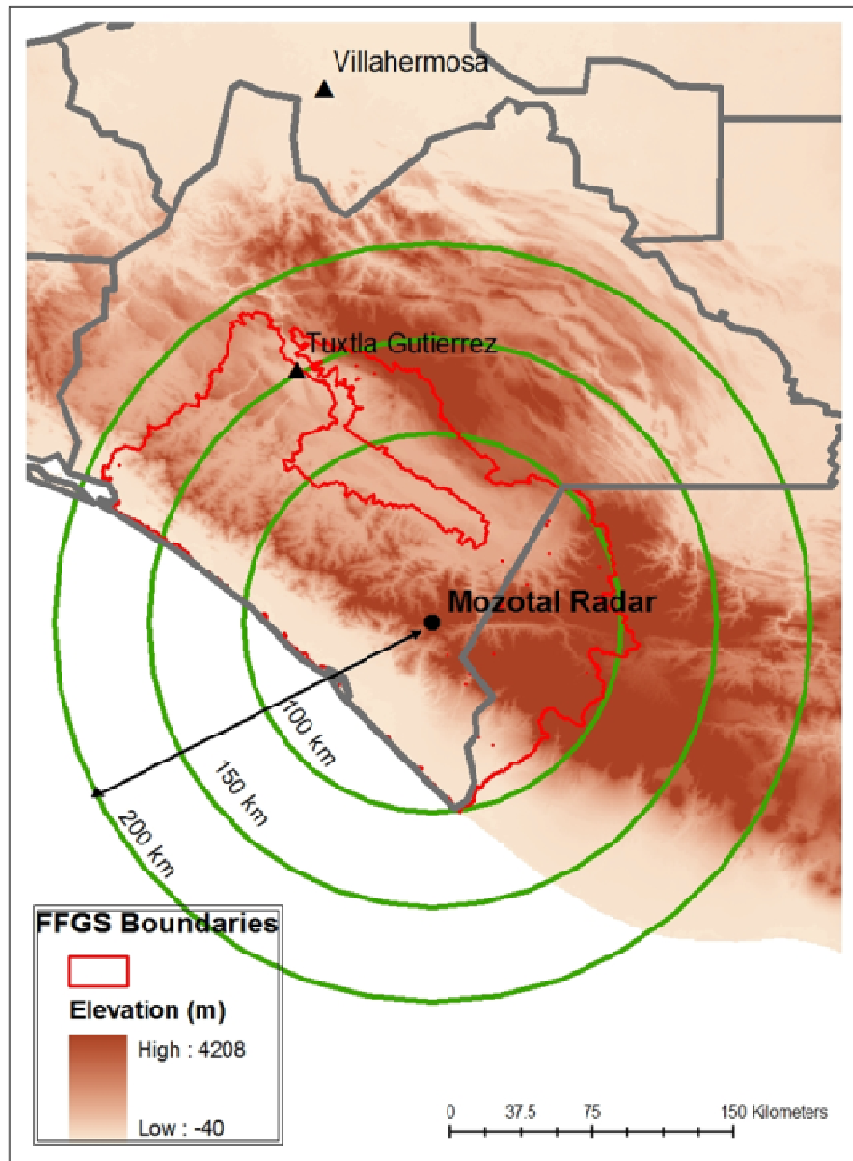 Villahermosa
Tuxtla Gutierrez
Mozotal Radar
100 km
150 km
200 km
FFGS Boundaries
Elevation (m)
High : 4208
Low : -40
0 37.5 75 150 Kilometers